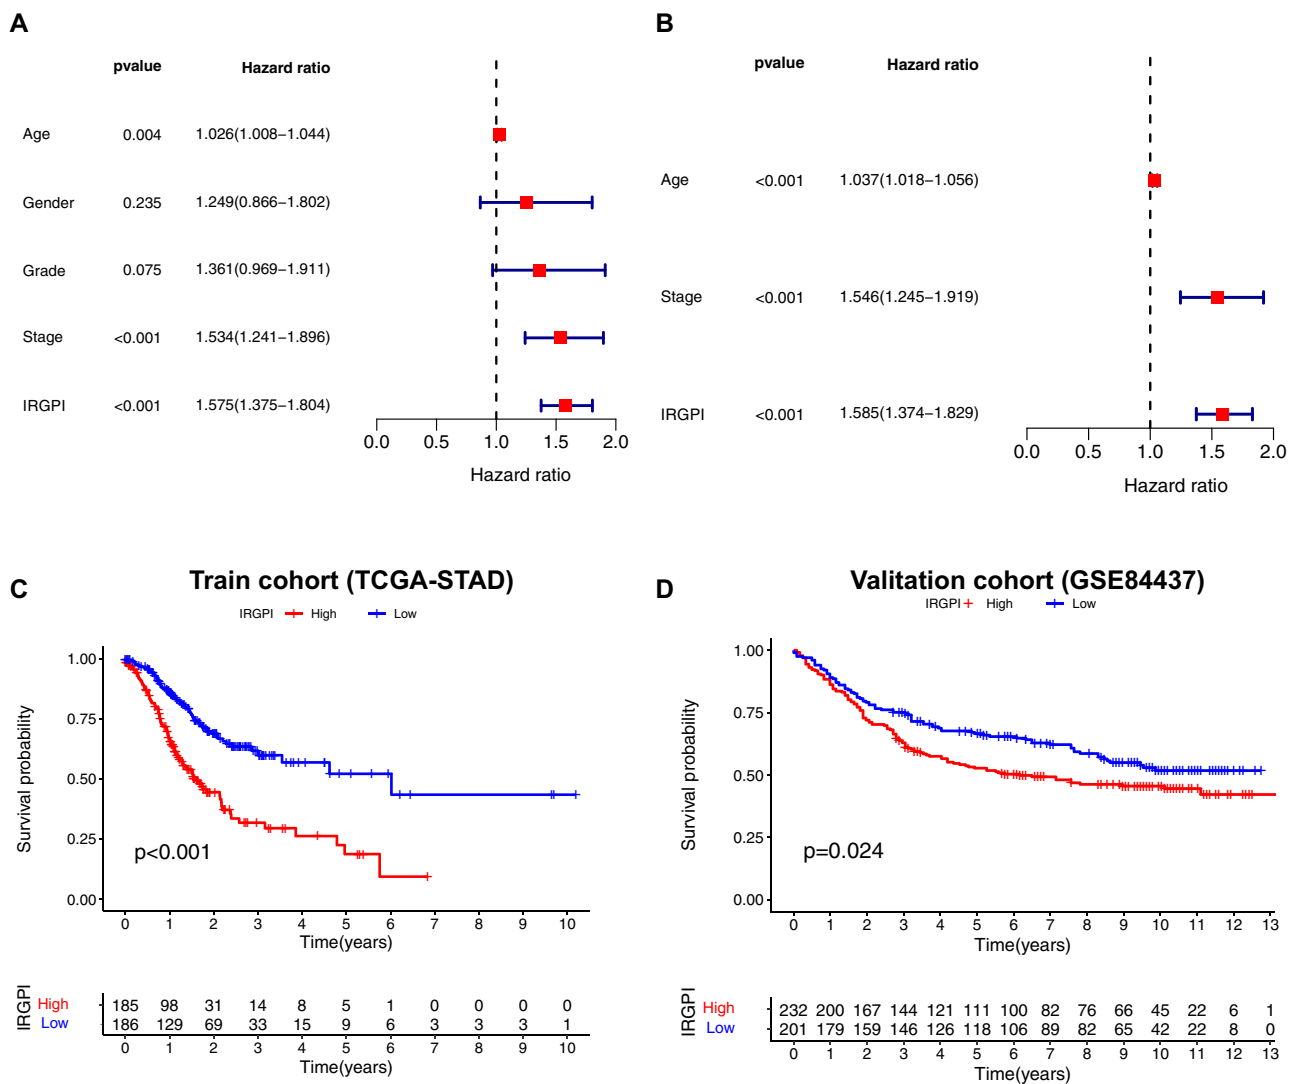 A
pvalue Hazard ratio
Age 0.004 1.026(1.008−1.044)
Gender 0.235 1.249(0.866−1.802)
Grade 0.075 1.361(0.969−1.911)
Stage <0.001 1.534(1.241−1.896)
IRGPI <0.001 1.575(1.375−1.804)
0.0 0.5 1.0 1.5 2.0
Hazard ratio
B
pvalue Hazard ratio
Age <0.001 1.037(1.018−1.056)
Stage <0.001 1.546(1.245−1.919)
IRGPI <0.001 1.585(1.374−1.829)
0.0 0.5 1.0 1.5 2.0
Hazard ratio
C
Train cohort (TCGA-STAD)
IRGPI High Low
Survival probability
1.00
0.75
0.50
0.25
0.00
p<0.001
0 1 2 3 4 5 6 7 8 9 10
Time(years)
IRGPI
High 185 98 31 14 8 5 1 0 0 0 0
Low 186 129 69 33 15 9 6 3 3 3 1
0 1 2 3 4 5 6 7 8 9 10
Time(years)
D
Valitation cohort (GSE84437)
IRGPI High Low
Survival probability
1.00
0.75
0.50
0.25
0.00
p=0.024
0 1 2 3 4 5 6 7 8 9 10 11 12 13
Time(years)
IRGPI
High 232 200 167 144 121 111 100 82 76 66 45 22 6 1
Low 201 179 159 146 126 118 106 89 82 65 42 22 8 0
0 1 2 3 4 5 6 7 8 9 10 11 12 13
Time(years)